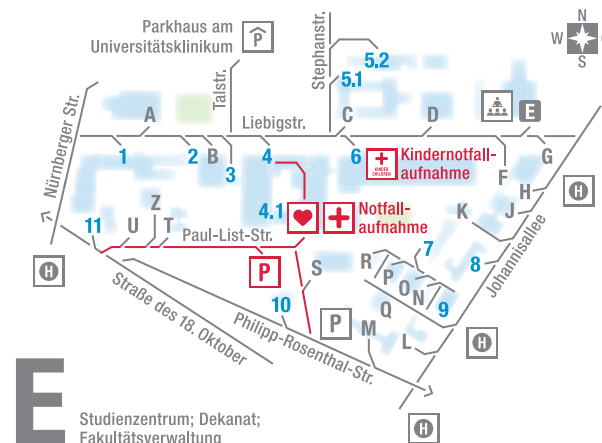 Parkhaus am
Universitätsklinikum
P
N
W
S
Stephanstr.
5.2
5.1
Talstr.
Nürnberger Str.
A
Liebigstr.
C
D
E
1
2
B
3
4
6
KINDER
CHILDREN
Kindernotfall-
aufnahme
F
G
H
H
4.1
Notfall-
aufnahme
K
J
Z
11
U
T
Paul-List-Str.
P
S
7
R
P
O
N
9
8
Johannisallee
H
Straße des 18. Oktober
10
Philipp-Rosenthal-Str.
P
Q
M
L
H
H
E
Studienzentrum; Dekanat;
Fakultätsverwaltung